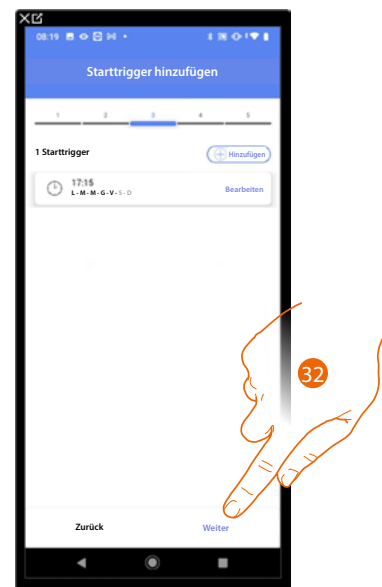 08:19
Starttrigger hinzufügen
1 2 3 4 5
1 Starttrigger
Hinzufügen
17:15
L - M - M - G - V - S - D
Bearbeiten
32
Zurück
Weiter